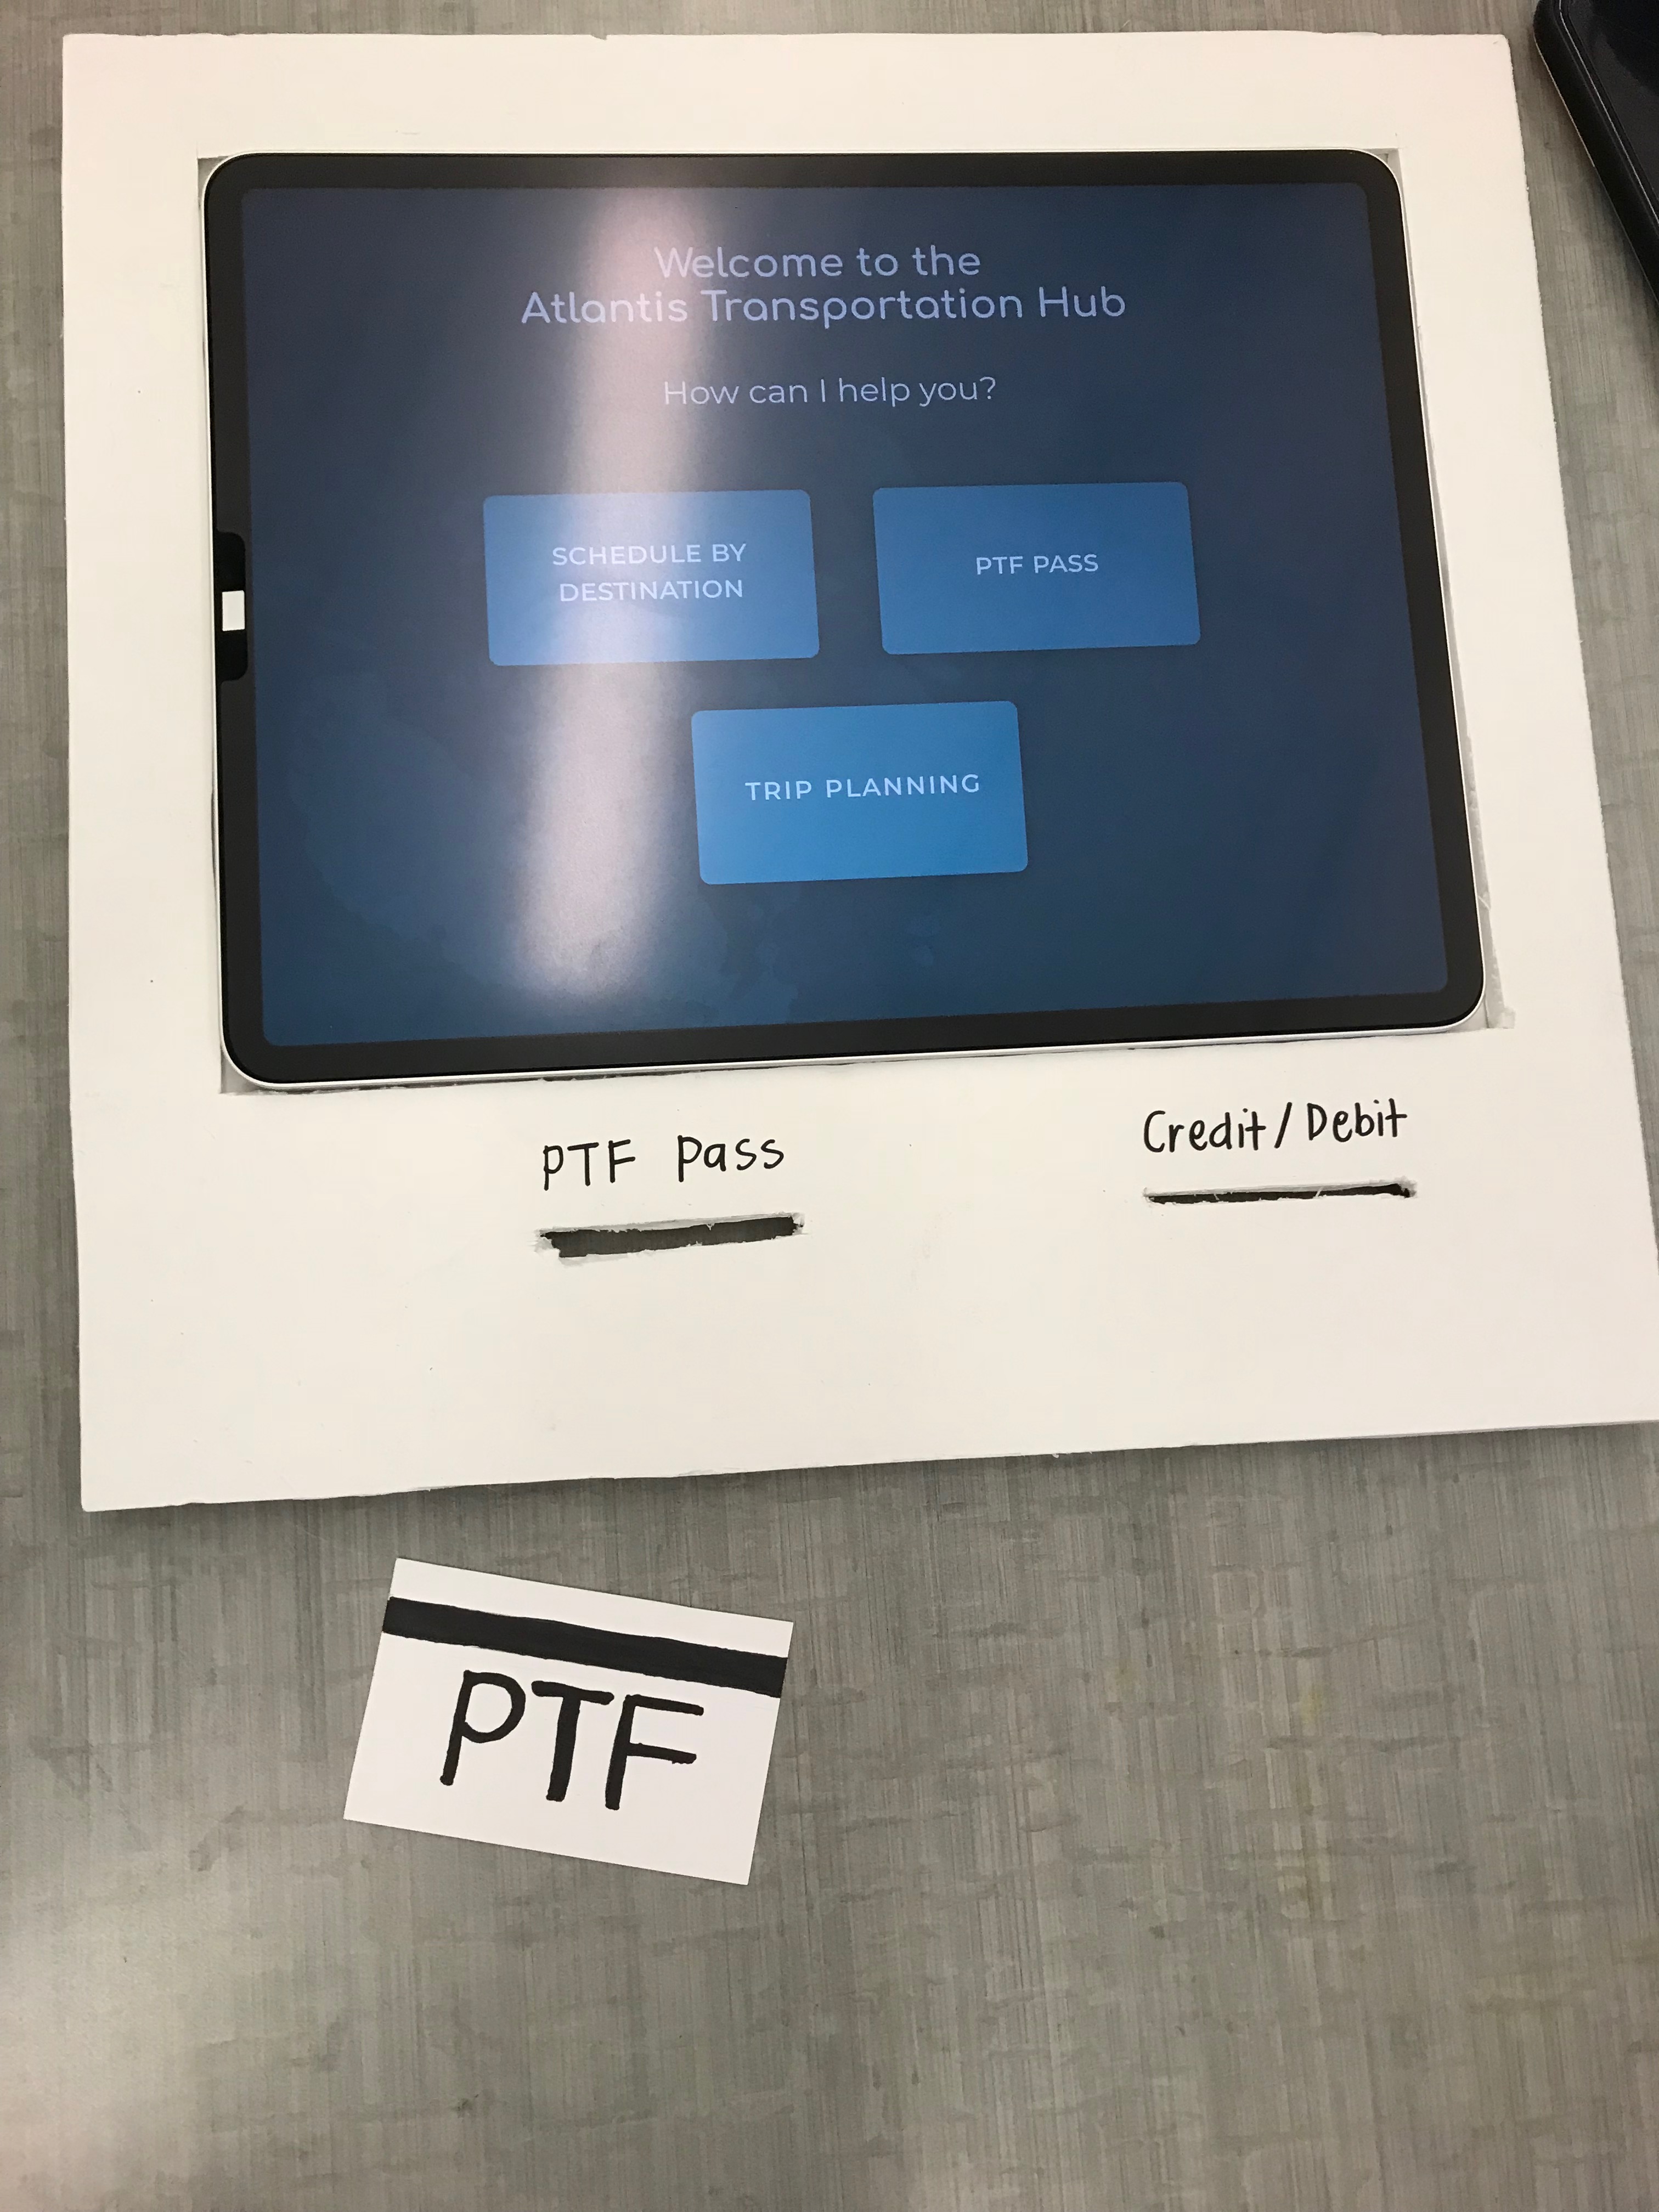 Welcome to the
Atlantis Transportation Hub
How can I help you?
SCHEDULE BY
DESTINATION
PTF PASS
TRIP PLANNING
PTF Pass
Credit/Debit
PTF